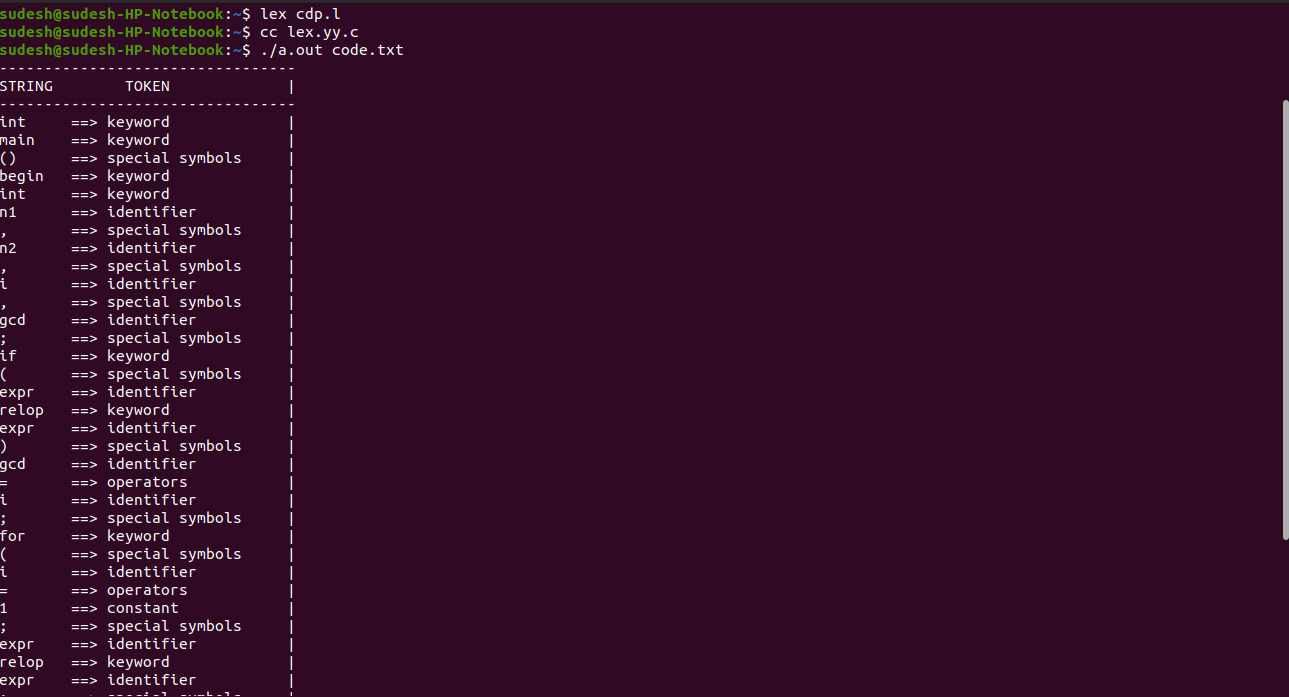 sudesh@sudesh-HP-Notebook:~$ lex cdp.l
sudesh@sudesh-HP-Notebook:~$ cc lex.yy.c
sudesh@sudesh-HP-Notebook:~$ ./a.out code.txt
---------------------------------
STRING        TOKEN             |
---------------------------------
int     ==> keyword             |
main    ==> keyword             |
()      ==> special symbols     |
begin   ==> keyword             |
int     ==> keyword             |
n1      ==> identifier          |
,       ==> special symbols     |
n2      ==> identifier          |
,       ==> special symbols     |
i       ==> identifier          |
,       ==> special symbols     |
gcd     ==> identifier          |
;       ==> special symbols     |
if      ==> keyword             |
(       ==> special symbols     |
expr    ==> identifier          |
relop   ==> keyword             |
expr    ==> identifier          |
)       ==> special symbols     |
gcd     ==> identifier          |
=       ==> operators           |
i       ==> identifier          |
;       ==> special symbols     |
for     ==> keyword             |
(       ==> special symbols     |
i       ==> identifier          |
=       ==> operators           |
1       ==> constant            |
;       ==> special symbols     |
expr    ==> identifier          |
relop   ==> keyword             |
expr    ==> identifier          |
;       ==> special symbols     |